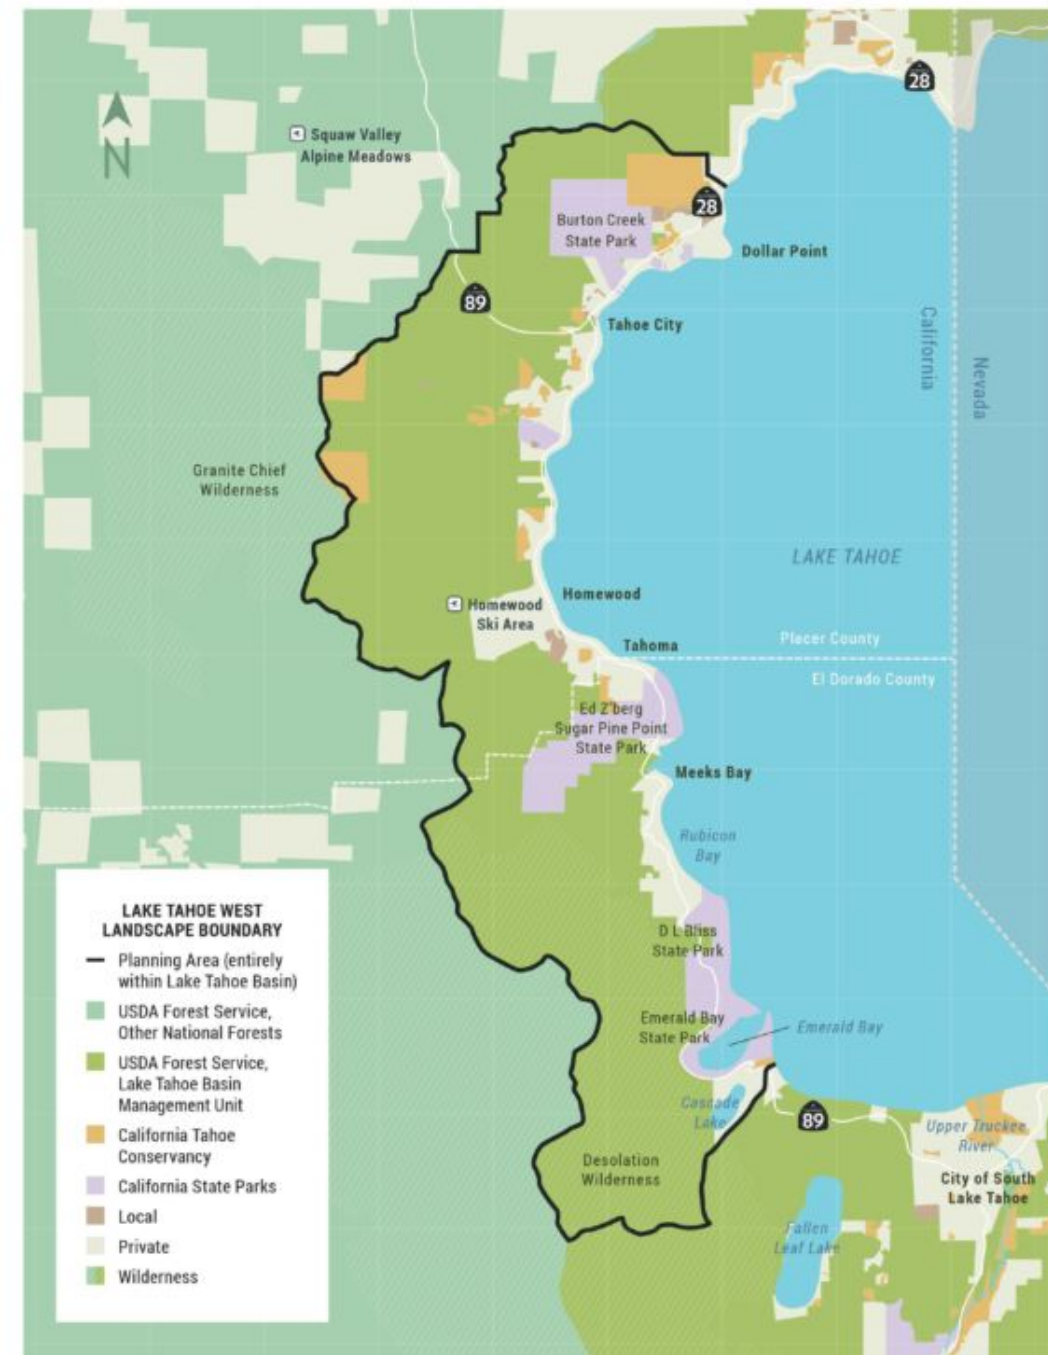 28
N
Squaw Valley
Alpine Meadows
28
Burton Creek
State Park
Dollar Point
89
Tahoe City
California
Nevada
Granite Chief
Wilderness
LAKE TAHOE
Homewood
Homewood
Ski Area
Tahoma
Placer County
El Dorado County
Ed Z'berg
Sugar Pine Point
State Park
Meeks Bay
Rubicon
Bay
D L Bliss
State Park
Emerald Bay
State Park
Emerald Bay
Cascade
Lake
89
Upper Truckee
River
City of South
Lake Tahoe
Desolation
Wilderness
Fallen
Leaf Lake
LAKE TAHOE WEST
LANDSCAPE BOUNDARY
Planning Area (entirely
within Lake Tahoe Basin)
USDA Forest Service,
Other National Forests
USDA Forest Service,
Lake Tahoe Basin
Management Unit
California Tahoe
Conservancy
California State Parks
Local
Private
Wilderness